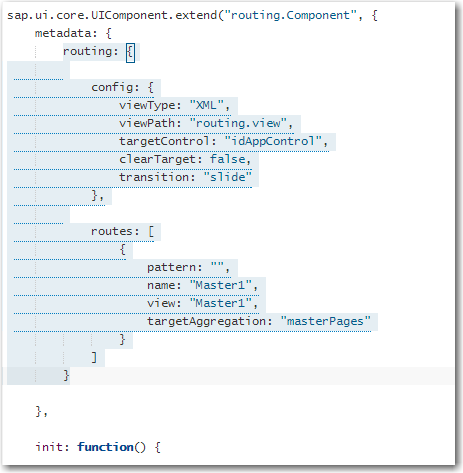 sap.ui.core.UIComponent.extend("routing.Component", {
metadata: {
routing: {
config: {
viewType: "XML",
viewPath: "routing.view",
targetControl: "idAppControl",
clearTarget: false,
transition: "slide"
},
routes: [
{
pattern: "",
name: "Master1",
view: "Master1",
targetAggregation: "masterPages"
}
]
}
},
init: function() {